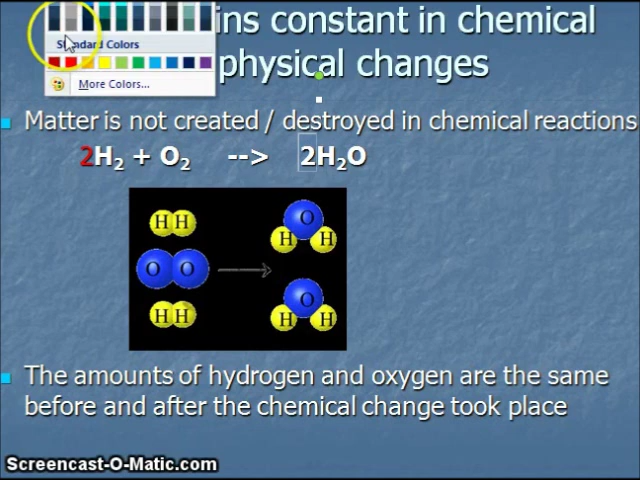 ins constant in chemical
Standard Colors
physical changes
More Colors...
Matter is not created / destroyed in chemical reactions
2H₂ + O₂ --> 2H₂O
H H O H H
O O
H H O H H
The amounts of hydrogen and oxygen are the same
before and after the chemical change took place
Screencast-O-Matic.com